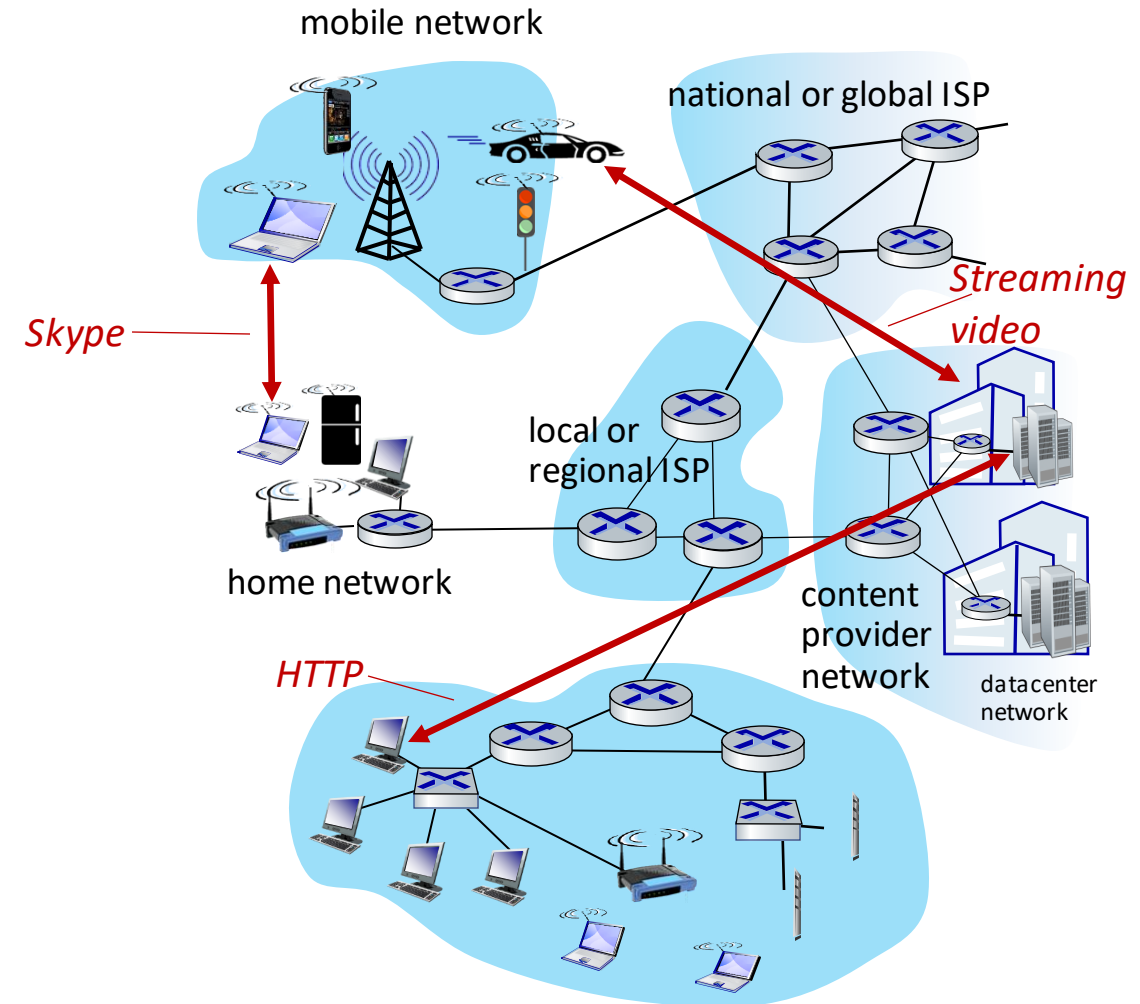 mobile network
national or global ISP
Skype
Streaming
video
local or
regional ISP
home network
content
provider
network
datacenter
network
HTTP